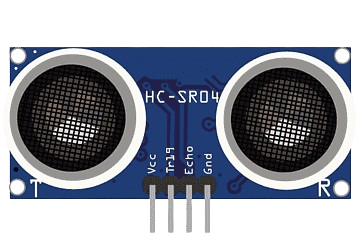 HC-SR04
Vcc
Trig
Echo
Gnd
T
R